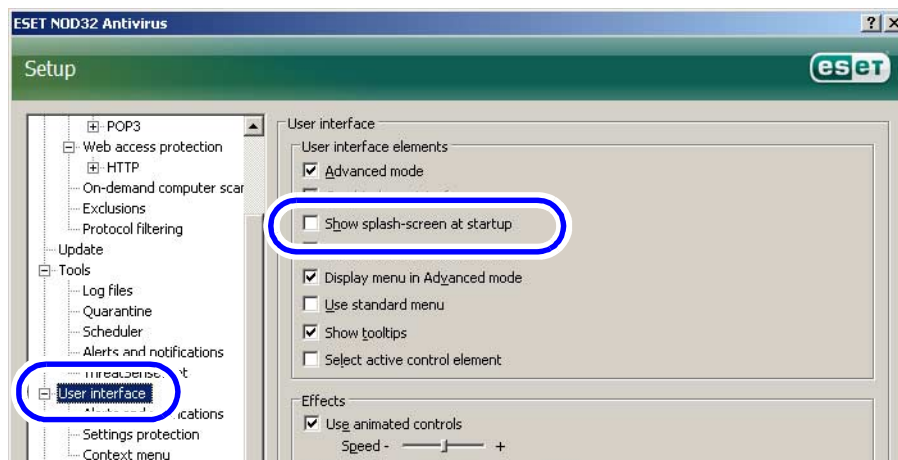 ESET NOD32 Antivirus
Setup
eseT
POP3
Web access protection
HTTP
On-demand computer scar
Exclusions
Protocol filtering
Update
Tools
Log files
Quarantine
Scheduler
Alerts and notifications
User interface
Settings protection
Context menu
User interface
User interface elements
Advanced mode
Show splash-screen at startup
Display menu in Advanced mode
Use standard menu
Show tooltips
Select active control element
Effects
Use animated controls
Speed - +